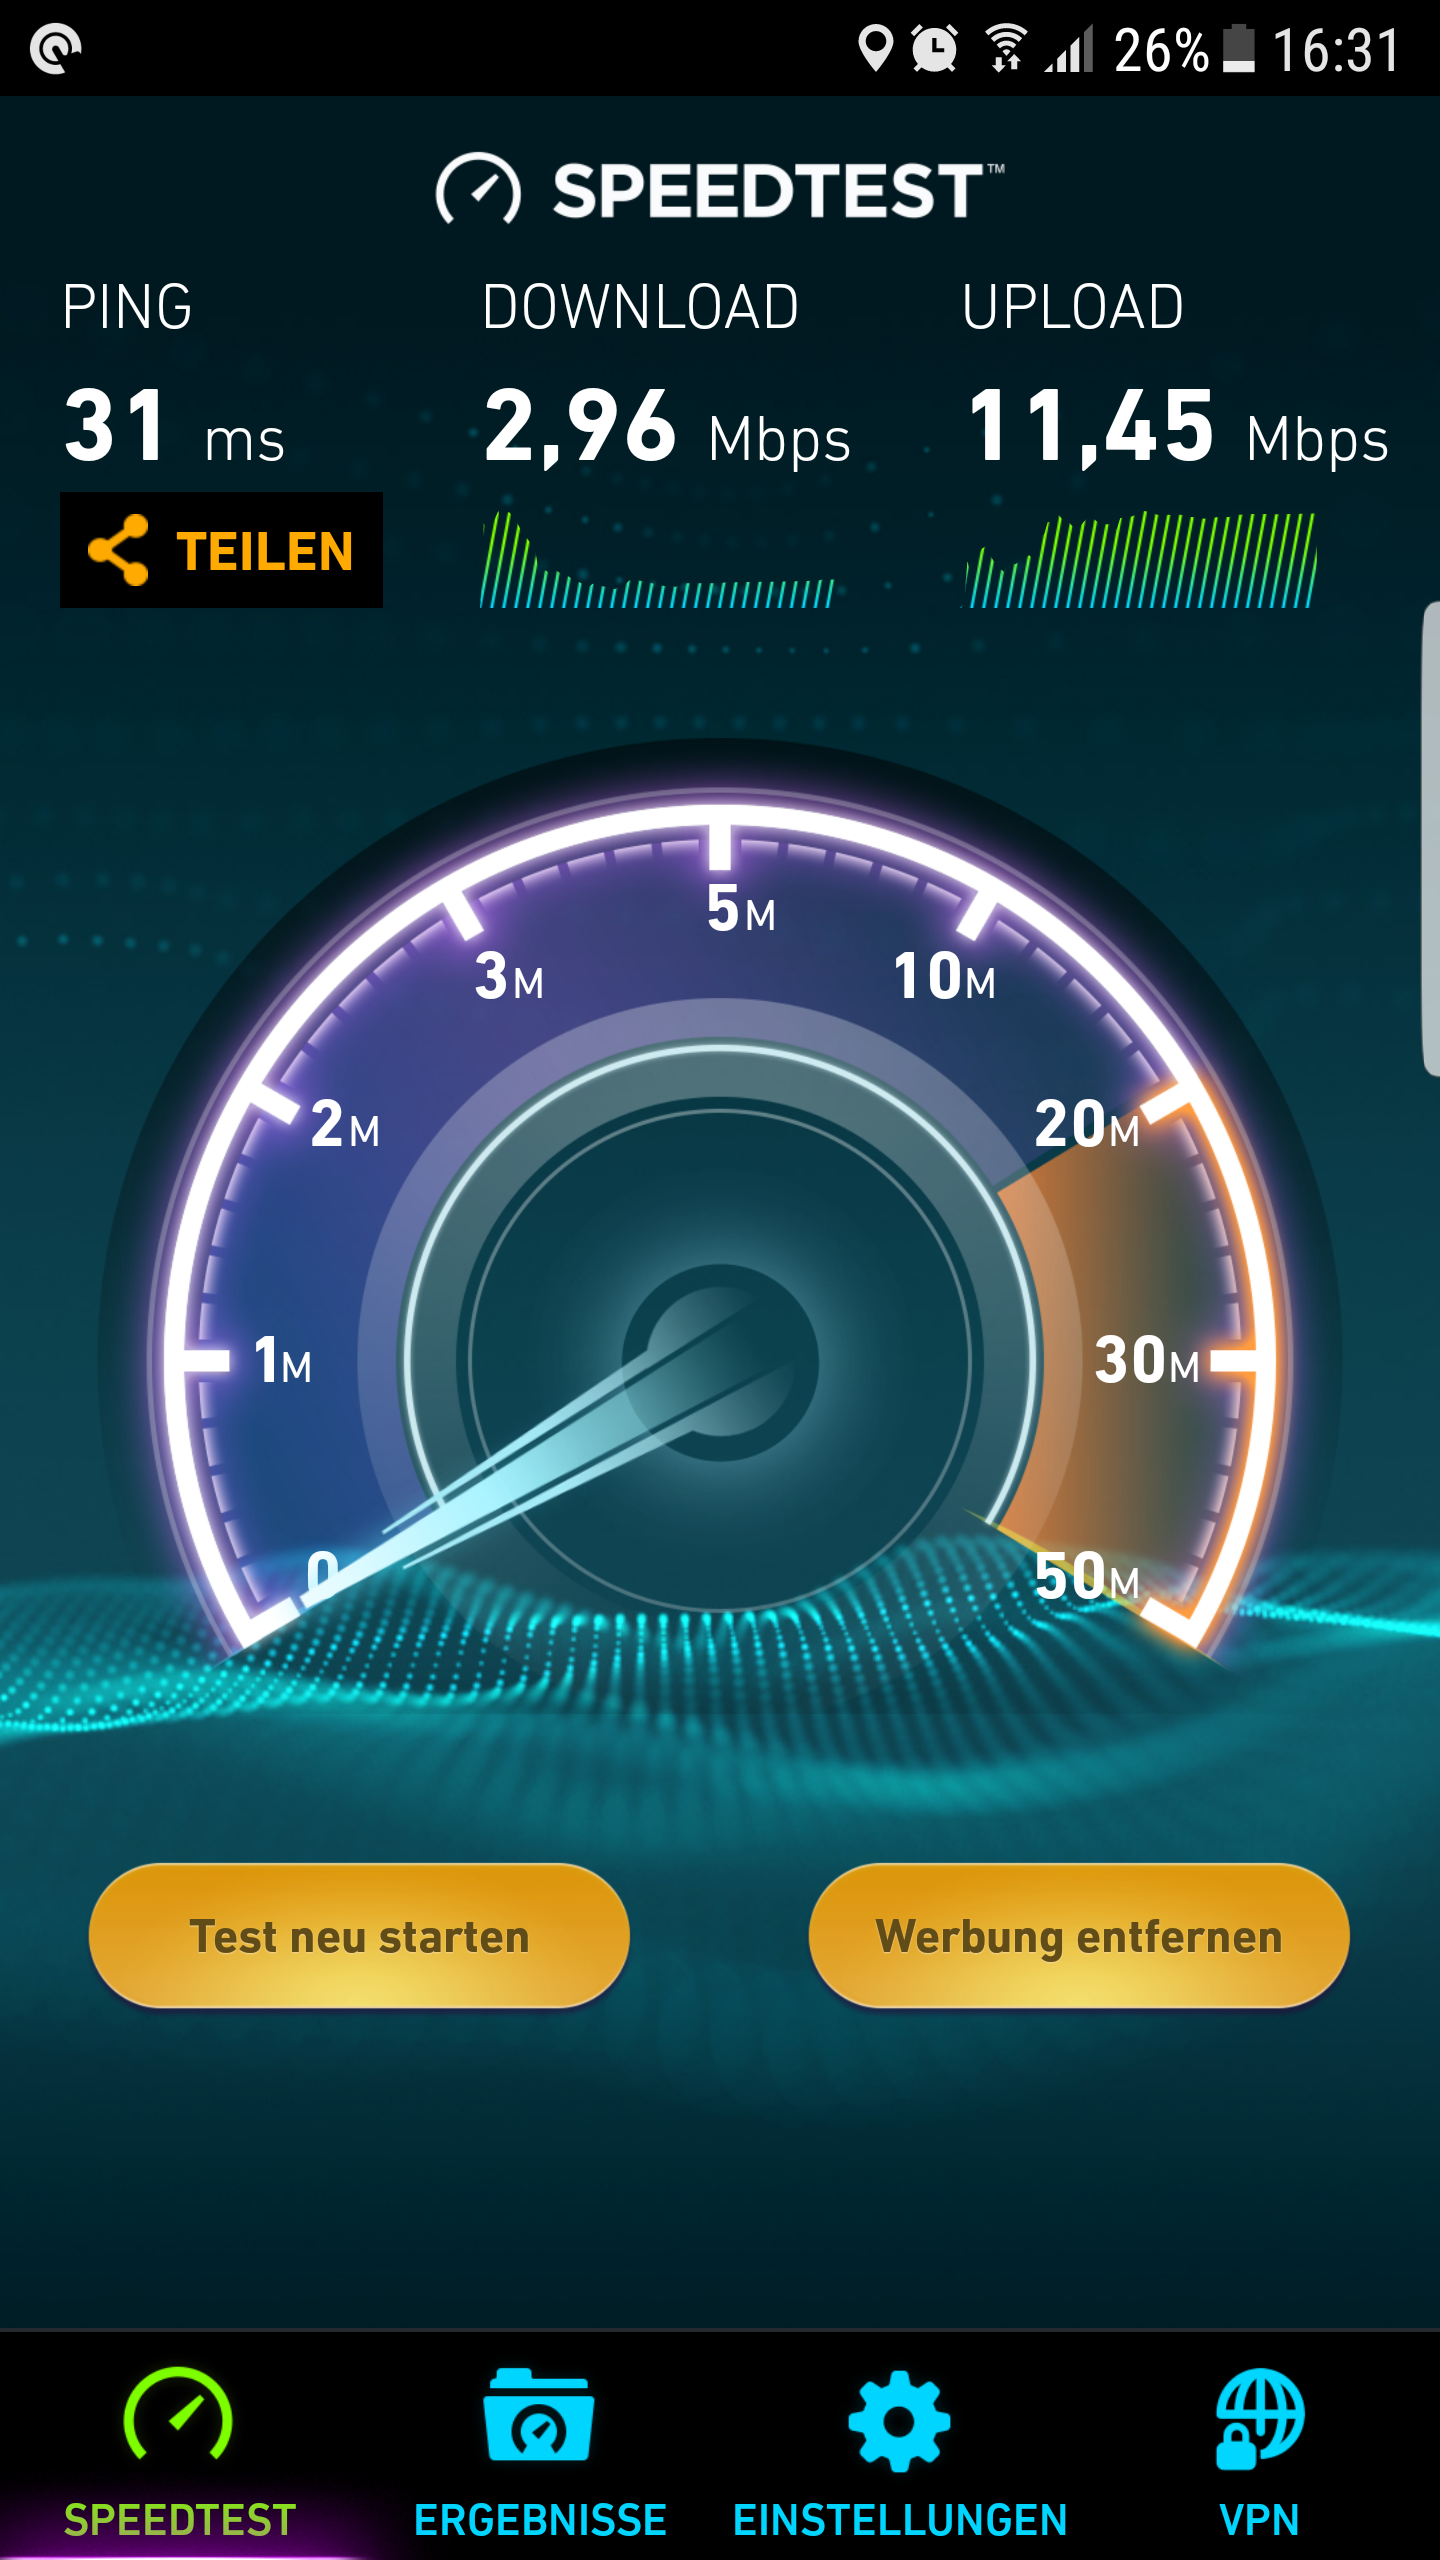 26% 16:31
SPEEDTEST™
PING DOWNLOAD UPLOAD
31 ms 2,96 Mbps 11,45 Mbps
TEILEN
5M
3M 10M
2M 20M
1M 30M
0 50M
Test neu starten Werbung entfernen
SPEEDTEST ERGEBNISSE EINSTELLUNGEN VPN